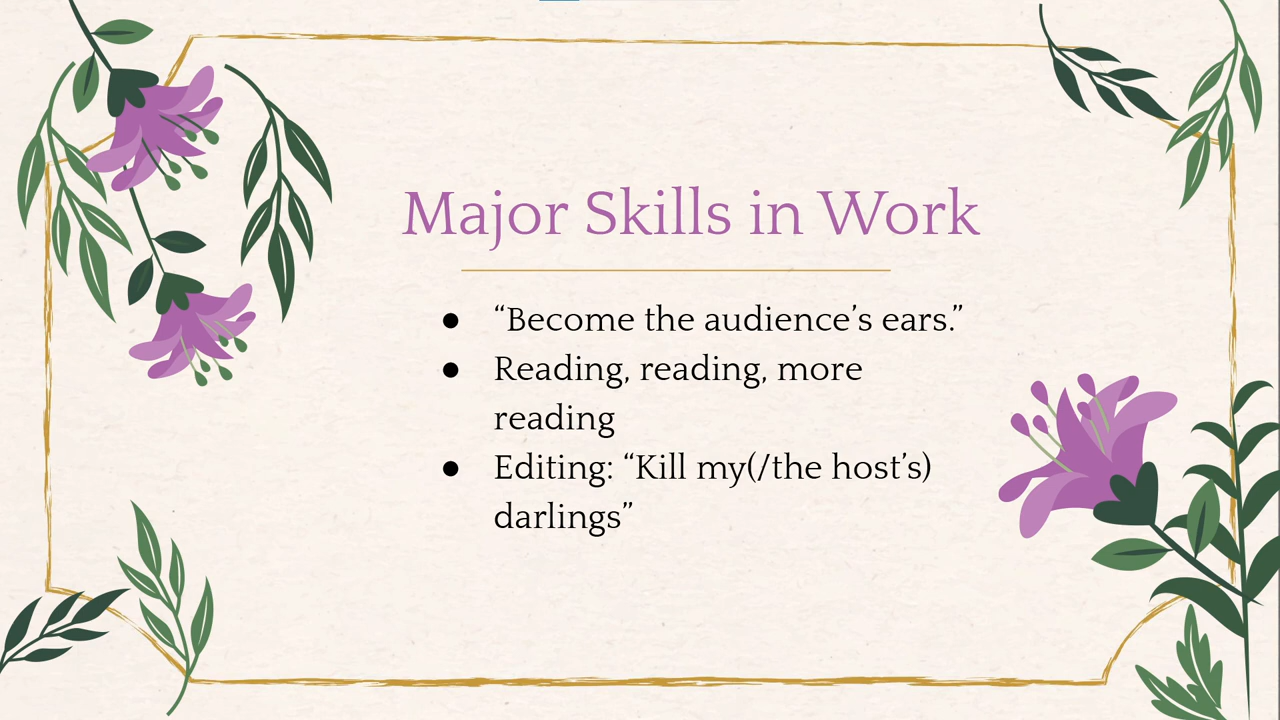 Major Skills in Work
● “Become the audience’s ears.”
● Reading, reading, more
reading
● Editing: “Kill my(/the host’s)
darlings”